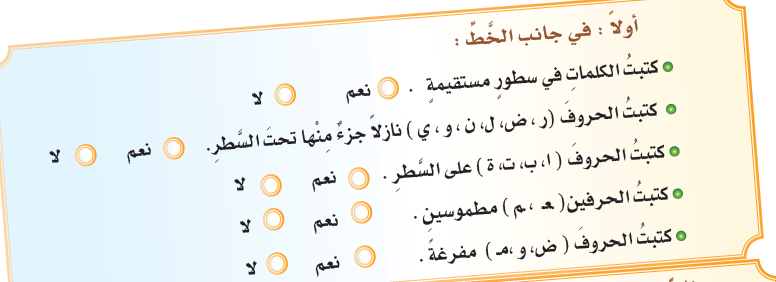 أولاً : في جانب الخَّطِّ :
كتبتُ الكلماتِ في سطورٍ مستقيمةٍ . نعم لا
كتبتُ الحروفَ (ر ، ض، ل، ن ، و ، ي ) نازلاً جزءٌ مِنْها تحتَ السَّطرِ. نعم لا
كتبتُ الحروفَ ( ا، ب، ت، ة ) على السَّطرِ . نعم لا
كتبتُ الحرفين( ـعـ ، ـمـ ) مطموسينِ . نعم لا
كتبتُ الحروفَ ( ض، و ،مـ ) مفرغةً . نعم لا